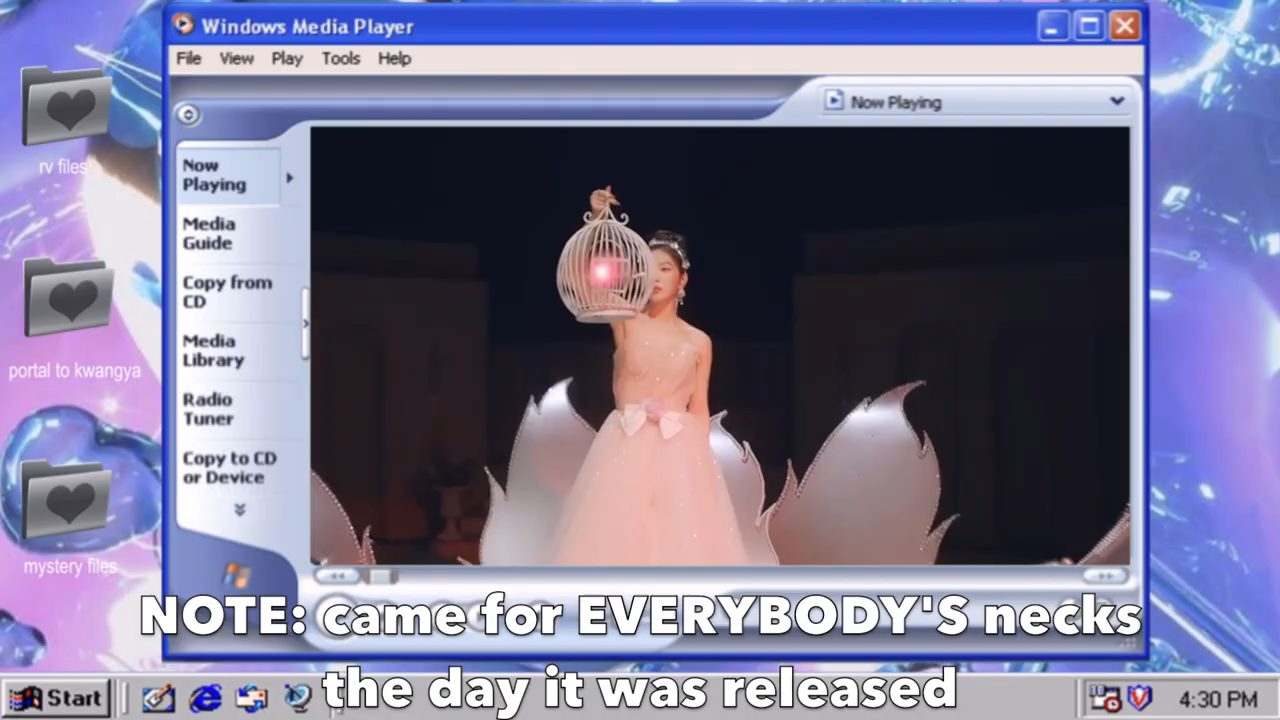 Windows Media Player
File View Play Tools Help
Now Playing
rv files
Now
Playing
Media
Guide
Copy from
CD
Media
Library
portal to kwangya
Radio
Tuner
Copy to CD
or Device
mystery files
NOTE: came for EVERYBODY'S necks
the day it was released
Start
4:30 PM